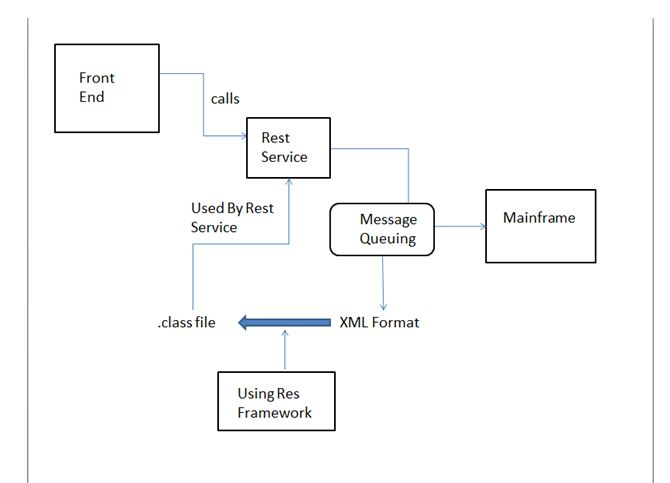 Front
End
calls
Rest
Service
Used By Rest
Service
Message
Queuing
Mainframe
.class file
XML Format
Using Res
Framework